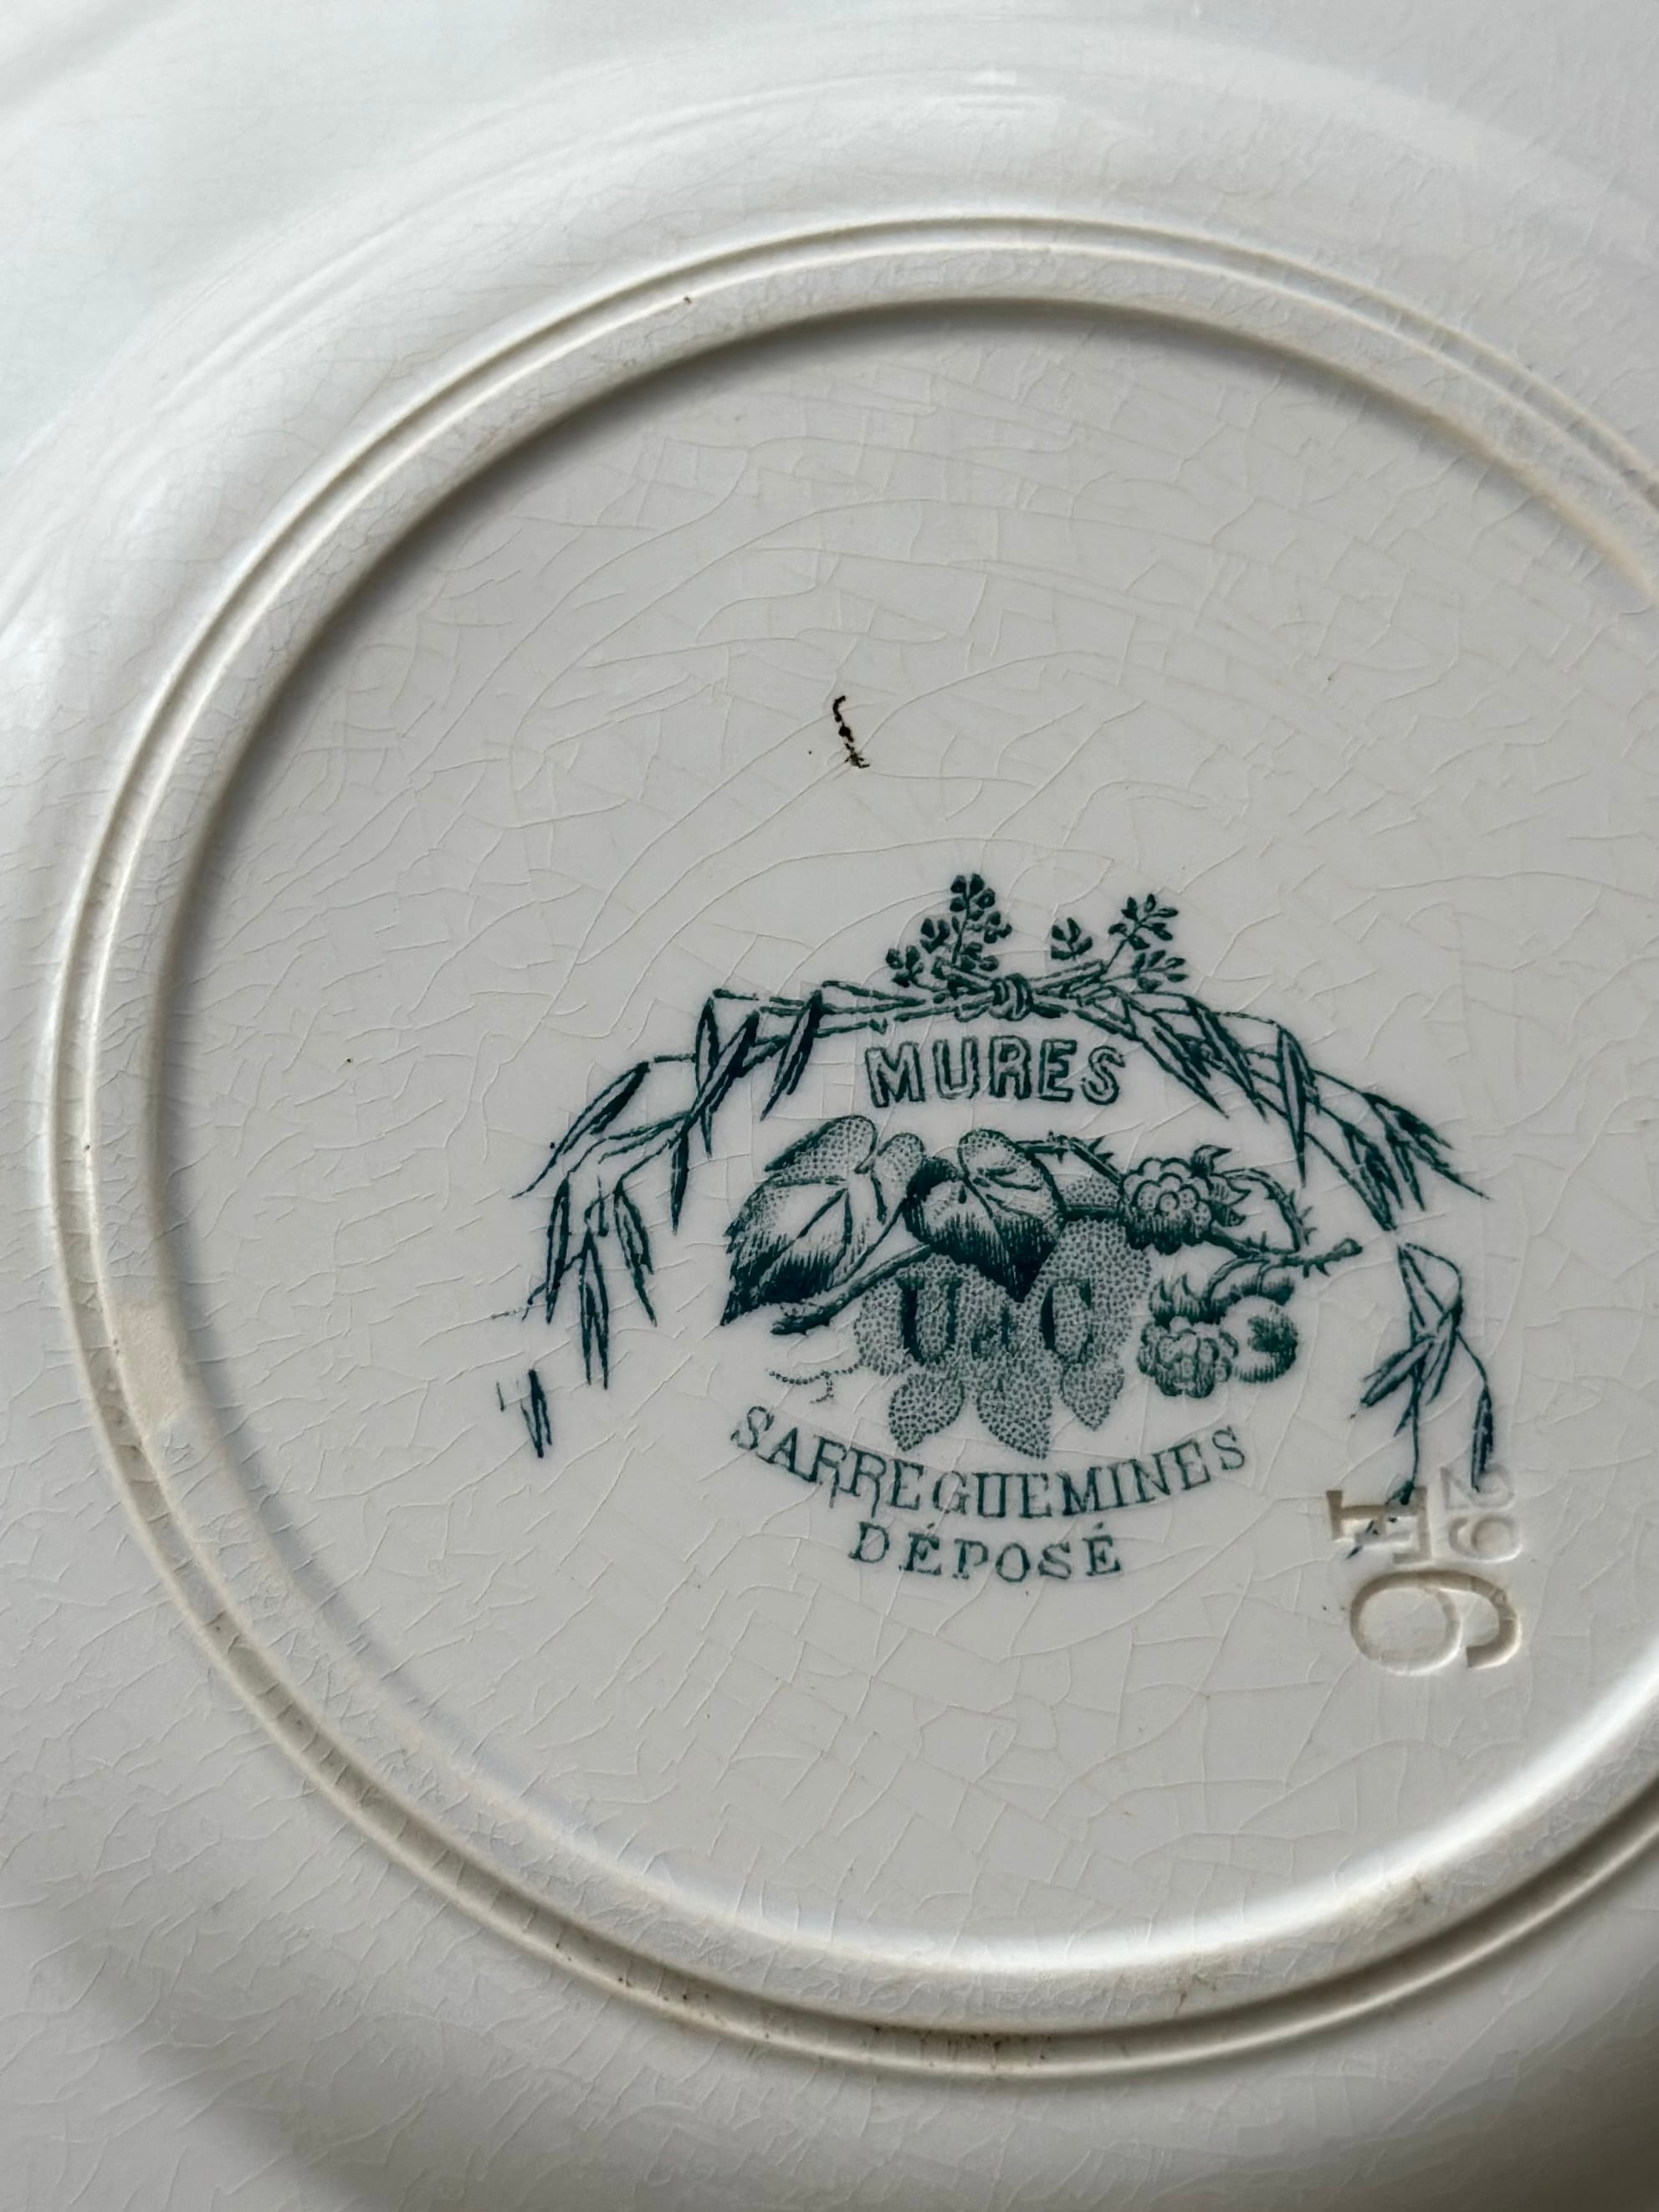 MURES
U & C
SARREGUEMINES
DÉPOSÉ